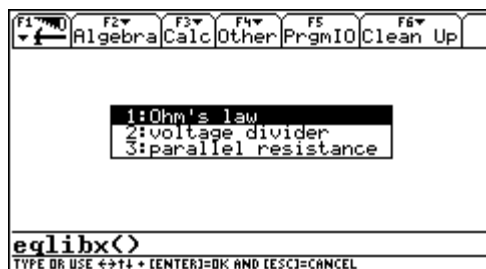 F1 F2 F3 F4 F5 F6
Algebra Calc Other PrgmIO Clean Up
1:Ohm's law
2:voltage divider
3:parallel resistance
eqlibx()
TYPE OR USE ←→↑↓ + [ENTER]=OK AND [ESC]=CANCEL